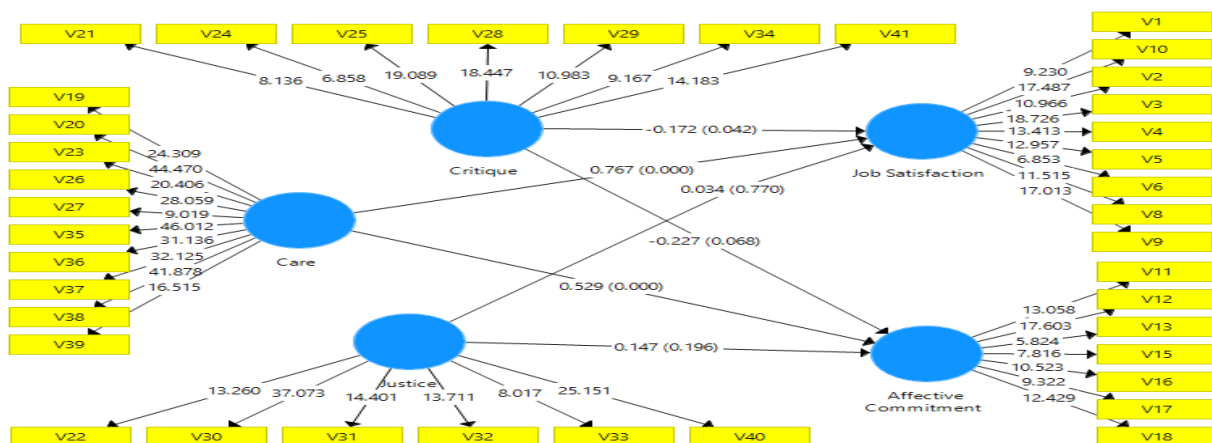 V21 V24 V25 V28 V29 V34 V41
8.136 6.858 19.089 18.447 10.983 9.167 14.183
Critique
V19
V20
V23
V26
V27
V35
V36
V37
V38
V39
24.309
44.470
20.406
28.059
9.019
46.012
31.136
32.125
41.878
16.515
Care
-0.172 (0.042)
0.767 (0.000)
0.034 (0.770)
-0.227 (0.068)
0.529 (0.000)
0.147 (0.196)
Job Satisfaction
9.230
17.487
10.966
18.726
13.413
12.957
6.853
11.515
17.013
V1
V10
V2
V3
V4
V5
V6
V8
V9
Justice
13.260 37.073 14.401 13.711 8.017 25.151
V22 V30 V31 V32 V33 V40
Affective
Commitment
13.058
17.603
5.824
7.816
10.523
9.322
12.429
V11
V12
V13
V15
V16
V17
V18